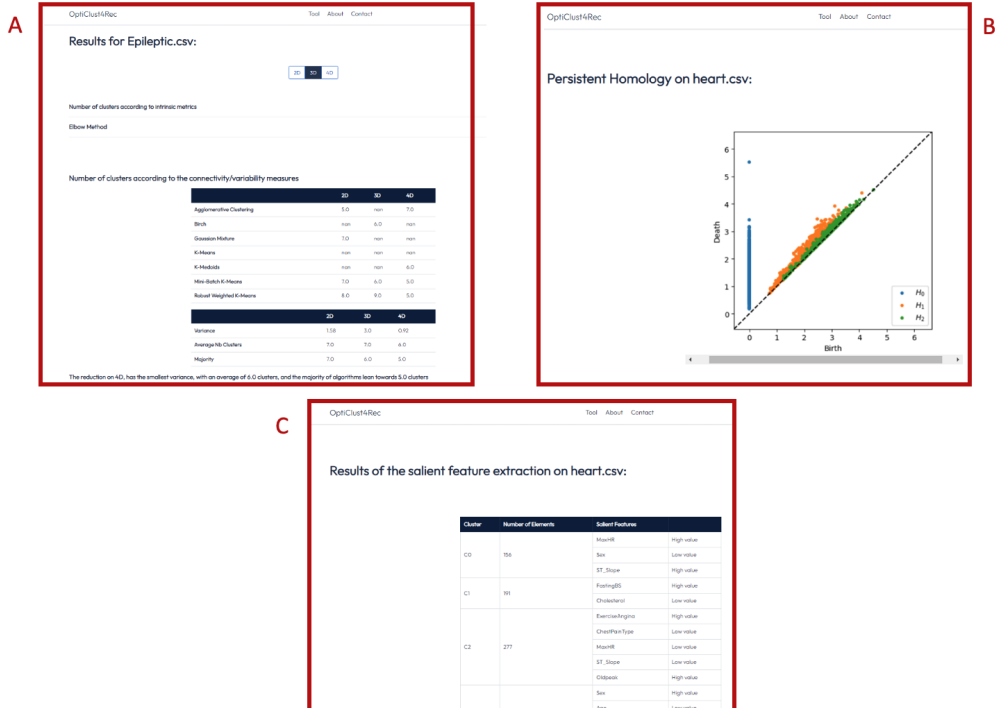 A
OptiClust4Rec Tool About Contact
Results for Epileptic.csv:
2D 3D 4D
Number of clusters according to intrinsic metrics
Elbow Method
Number of clusters according to the connectivity/variability measures
2D 3D 4D
Agglomerative Clustering 5.0 nan 7.0
Birch nan 6.0 nan
Gaussian Mixture 7.0 nan nan
K-Means nan nan nan
K-Medoids nan nan 6.0
Mini-Batch K-Means 7.0 6.0 5.0
Robust Weighted K-Means 8.0 9.0 5.0
2D 3D 4D
Variance 1.58 3.0 0.92
Average Nb Clusters 7.0 7.0 6.0
Majority 7.0 6.0 5.0
The reduction on 4D, has the smallest variance, with an average of 6.0 clusters, and the majority of algorithms lean towards 5.0 clusters
B
OptiClust4Rec Tool About Contact
Persistent Homology on heart.csv:
6
5
4
3
2
1
0
Death
0 1 2 3 4 5 6
Birth
H₀
H₁
H₂
C
OptiClust4Rec Tool About Contact
Results of the salient feature extraction on heart.csv:
Cluster Number of Elements Salient Features
MaxHR High value
C0 156 Sex Low value
ST_Slope High value
FastingBS High value
C1 191
Cholesterol Low value
ExerciseAngina High value
ChestPainType Low value
C2 277 MaxHR Low value
ST_Slope Low value
Oldpeak High value
Sex High value